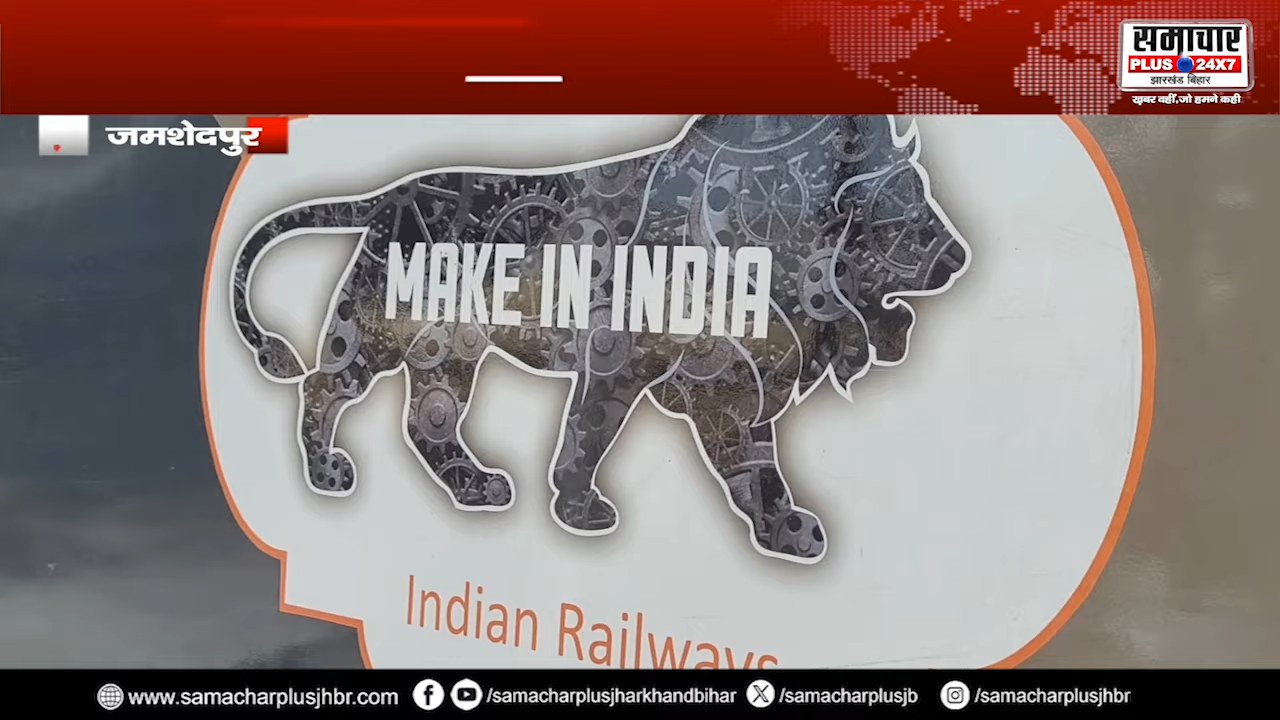 समाचार
PLUS 24X7
झारखंड बिहार
ख़बर वहीं,जो हमने कही
जमशेदपुर
MAKE IN INDIA
Indian Railways
www.samacharplusjhbr.com /samacharplusjharkhandbihar /samacharplusjb /samacharplusjhbr